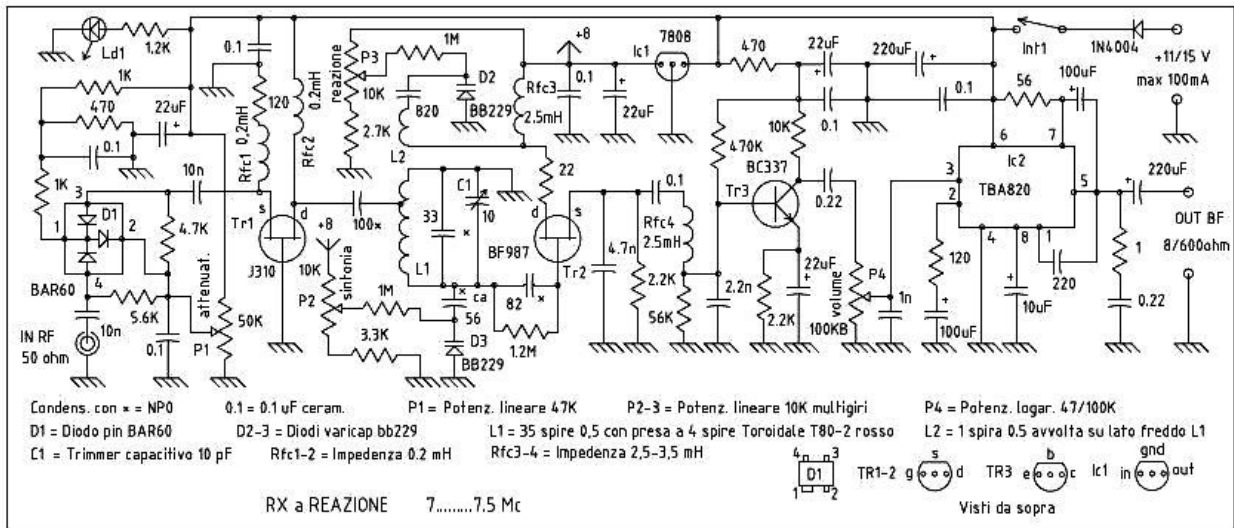 Ld1
1,2K
0.1
1K
470
22uF
0.1
1K
3
D1
1
2
4
BAR60
10n
4.7K
5.6K
10n
IN RF
50 ohm
0.1
attenuat.
P1
50K
120
0,2mH
Rfc1
0.2mH
Rfc2
s
d
Tr1
J310
100x
+8
10K
P2
sintonia
1M
3.3K
reazione
P3
10K
2.7K
1M
D2
BB229
820
L2
Rfc3
2.5mH
+8
0.1
22uF
33
x
C1
10
L1
x
ca
56
82
x
D3
BB229
1.2M
22
d
s
BF987
Tr2
4.7n
0.1
Rfc4
2.5mH
2.2K
56K
Ic1
7808
470
22uF
0.1
470K
10K
BC337
Tr3
2.2n
2.2K
22uF
0.22
P4
volume
100KB
1n
220uF
0.1
Int1
1N4004
+11/15 V
max 100mA
56
100uF
6
7
3
2
Ic2
TBA820
5
4
8
1
120
100uF
10uF
220
1
0.22
220uF
OUT BF
8/600ohm
Condens. con x = NP0
0.1 = 0.1 uF ceram.
P1= Potenz. lineare 47K
P2-3 = Potenz. lineare 10K multigiri
P4 = Potenz. logar. 47/100K
D1 = Diodo pin BAR60
D2-3 = Diodi varicap bb229
L1 = 35 spire 0,5 con presa a 4 spire Toroidale T80-2 rosso
L2 = 1 spira 0.5 avvolta su lato freddo L1
C1 = Trimmer capacitivo 10 pF
Rfc1-2 = Impedenza 0.2 mH
Rfc3-4 = Impedenza 2,5-3,5 mH
4
3
D1
1
2
TR1-2
g
s
d
TR3
e
b
c
Ic1
in
gnd
out
RX a REAZIONE 7.........7.5 Mc
Visti da sopra